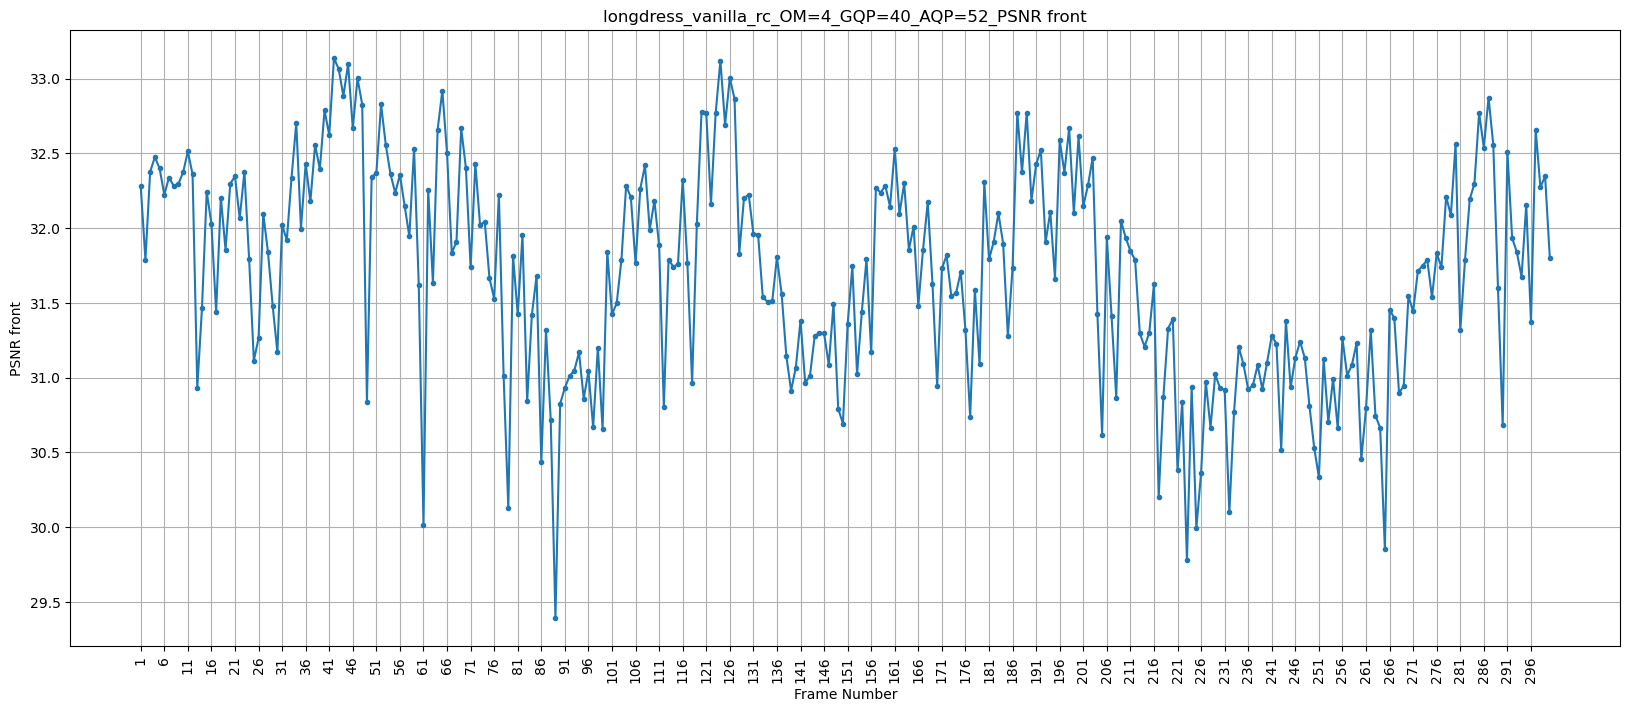 longdress_vanilla_rc_OM=4_GQP=40_AQP=52_PSNR front
PSNR front
33.0
32.5
32.0
31.5
31.0
30.5
30.0
29.5
1 6 11 16 21 26 31 36 41 46 51 56 61 66 71 76 81 86 91 96 101 106 111 116 121 126 131 136 141 146 151 156 161 166 171 176 181 186 191 196 201 206 211 216 221 226 231 236 241 246 251 256 261 266 271 276 281 286 291 296
Frame Number